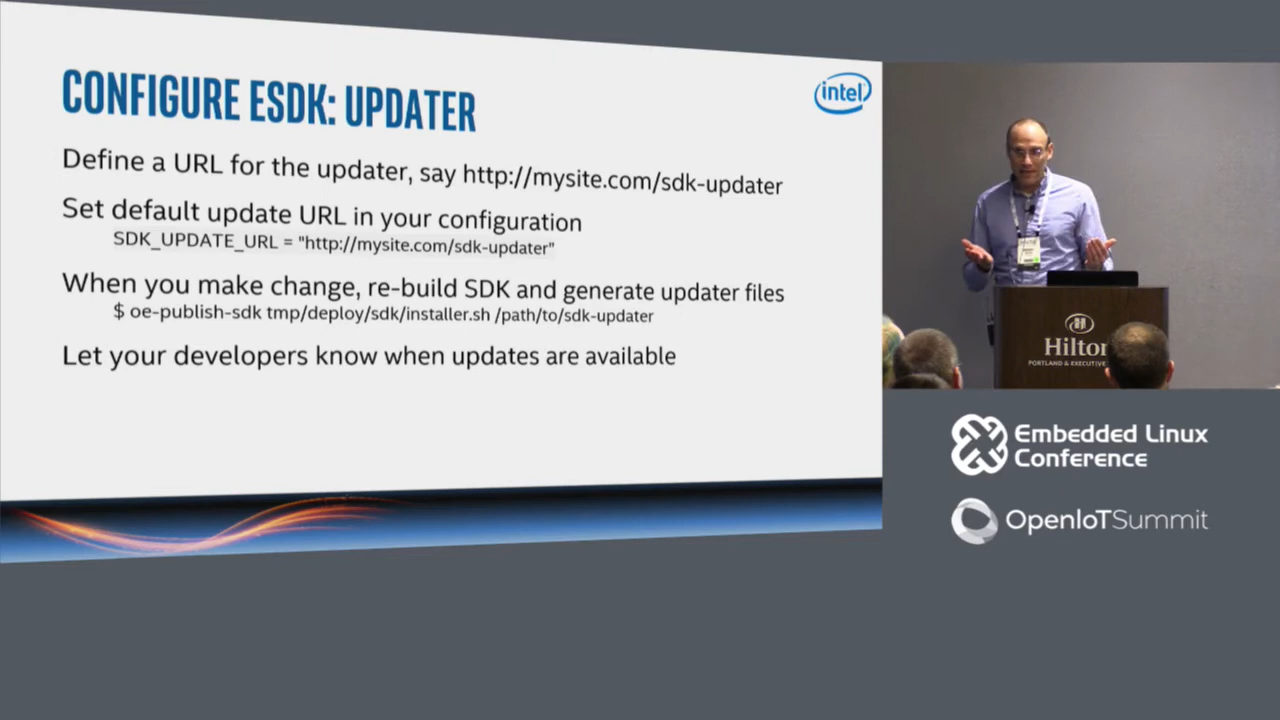 CONFIGURE ESDK: UPDATER
intel
Define a URL for the updater, say http://mysite.com/sdk-updater
Set default update URL in your configuration
SDK_UPDATE_URL = "http://mysite.com/sdk-updater"
When you make change, re-build SDK and generate updater files
$ oe-publish-sdk tmp/deploy/sdk/installer.sh /path/to/sdk-updater
Let your developers know when updates are available
Hilton
PORTLAND & EXECUTIVE
Embedded Linux
Conference
OpenIoTSummit